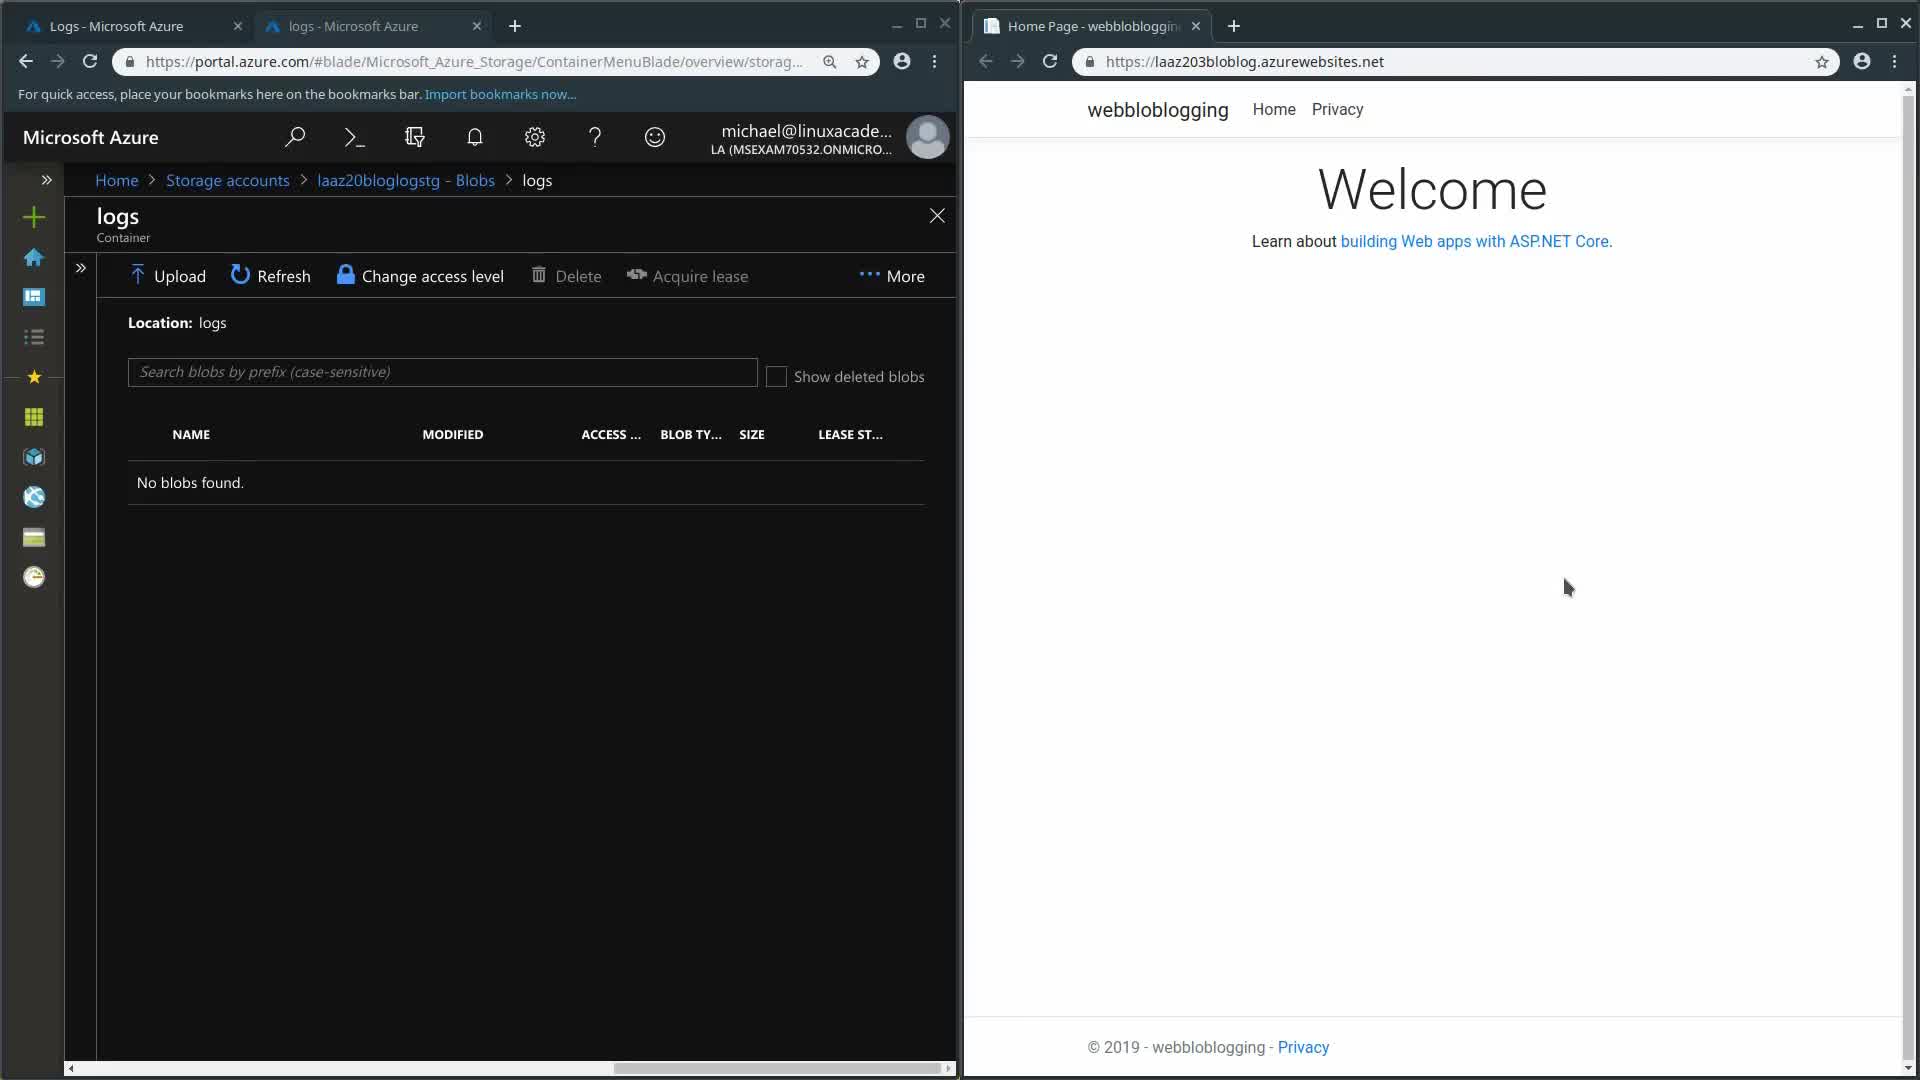 Logs - Microsoft Azure
logs - Microsoft Azure
https://portal.azure.com/#blade/Microsoft_Azure_Storage/ContainerMenuBlade/overview/storag...
For quick access, place your bookmarks here on the bookmarks bar. Import bookmarks now...
Microsoft Azure
michael@linuxacade...
LA (MSEXAM70532.ONMICRO...
Home > Storage accounts > laaz20bloglogstg - Blobs > logs
logs
Container
Upload Refresh Change access level Delete Acquire lease ... More
Location: logs
Search blobs by prefix (case-sensitive)
Show deleted blobs
NAME MODIFIED ACCESS ... BLOB TY... SIZE LEASE ST...
No blobs found.
Home Page - webbloblogging
https://laaz203bloblog.azurewebsites.net
webbloblogging Home Privacy
Welcome
Learn about building Web apps with ASP.NET Core.
© 2019 - webbloblogging - Privacy